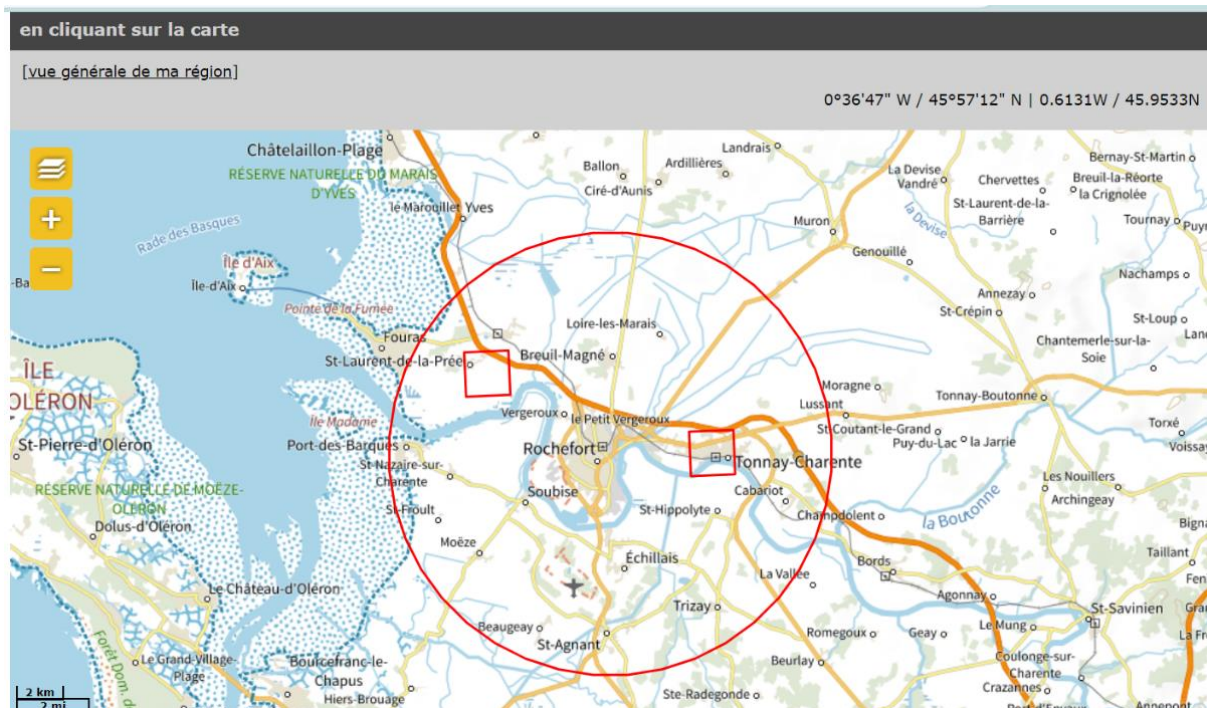 en cliquant sur la carte
[vue générale de ma région]
0°36'47" W / 45°57'12" N | 0.6131W / 45.9533N
Châtelaillon-Plage
RÉSERVE NATURELLE DU MARAIS
D'YVES
le Marouillet
Yves
Rade des Basques
Île d'Aix
Île-d'Aix
Pointe de la Fumée
Fouras
St-Laurent-de-la-Prée
Ballon
Ciré-d'Aunis
Ardillières
Landrais
Muron
La Devise
Vandré
la Devise
Genouillé
Chervettes
St-Laurent-de-la-
Barrière
Bernay-St-Martin
Breuil-la-Réorte
la Crignolée
Tournay
Nachamps
Annezay
St-Crépin
St-Loup
Chantemerle-sur-la-
Soie
Loire-les-Marais
Breuil-Magné
Vergeroux
le Petit Vergeroux
Rochefort
Moragne
Lussant
St-Coutant-le-Grand
Puy-du-Lac
la Jarrie
Tonnay-Boutonne
Torxé
Voissay
ÎLE
OLÉRON
Île Madame
St-Pierre-d'Oléron
Port-des-Barques
St-Nazaire-sur-
Charente
RÉSERVE NATURELLE DE MOËZE-
OLÉRON
Dolus-d'Oléron
St-Froult
Soubise
Moëze
Tonnay-Charente
Cabariot
St-Hippolyte
Champdolent
la Boutonne
Les Nouillers
Archingeay
Bigna
Taillant
Échillais
La Vallée
Bords
Agonnay
St-Savinien
Le Château-d'Oléron
Trizay
Beaugeay
St-Agnant
Romegoux
Geay
Le Mung
Beurlay
Coulonge-sur-
Charente
Crazannes
Le Grand-Village-
Plage
Forêt Dom. d
Bourcefranc-le-
Chapus
Hiers-Brouage
Ste-Radegonde
Port-d'Envaux
Annepont
2 km
2 mi